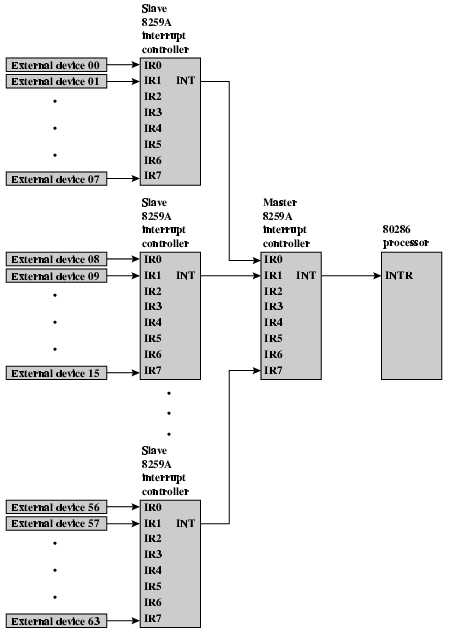 Slave
8259A
interrupt
controller
External device 00
External device 01
External device 07
IR0
IR1 INT
IR2
IR3
IR4
IR5
IR6
IR7
Slave
8259A
interrupt
controller
External device 08
External device 09
External device 15
IR0
IR1 INT
IR2
IR3
IR4
IR5
IR6
IR7
Master
8259A
interrupt
controller
IR0
IR1 INT
IR2
IR3
IR4
IR5
IR6
IR7
80286
processor
INTR
Slave
8259A
interrupt
controller
External device 56
External device 57
External device 63
IR0
IR1 INT
IR2
IR3
IR4
IR5
IR6
IR7